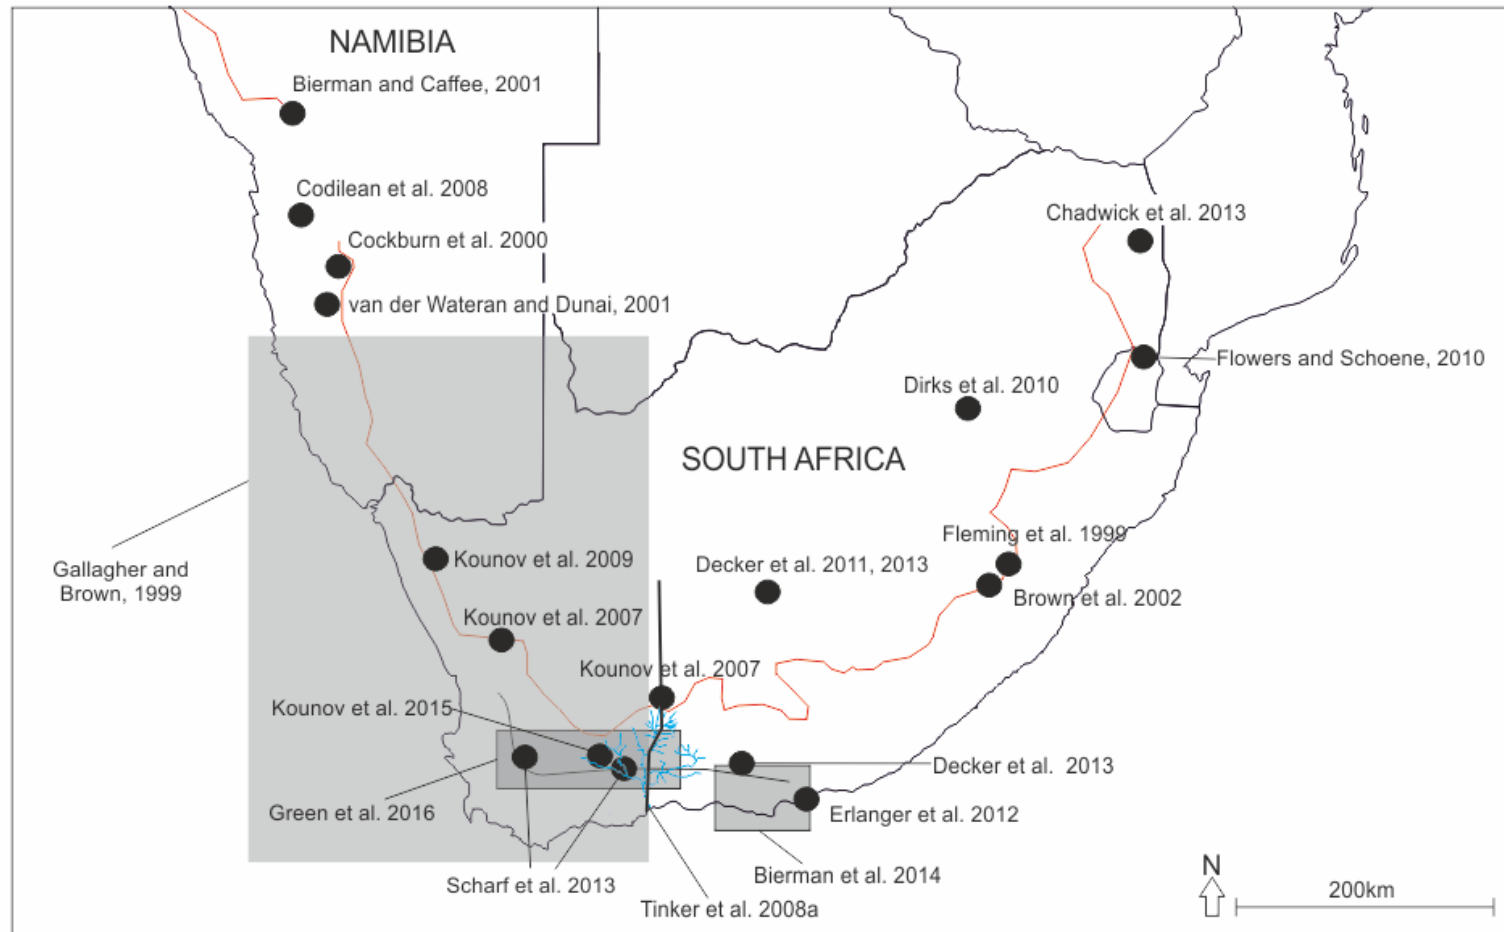 NAMIBIA
Bierman and Caffee, 2001
Codilean et al. 2008
Chadwick et al. 2013
Cockburn et al. 2000
van der Wateran and Dunai, 2001
Flowers and Schoene, 2010
Dirks et al. 2010
SOUTH AFRICA
Fleming et al. 1999
Kounov et al. 2009
Decker et al. 2011, 2013
Gallagher and
Brown, 1999
Brown et al. 2002
Kounov et al. 2007
Kounov et al. 2007
Kounov et al. 2015
Decker et al. 2013
Green et al. 2016
Erlanger et al. 2012
Bierman et al. 2014
Scharf et al. 2013
Tinker et al. 2008a
N
200km